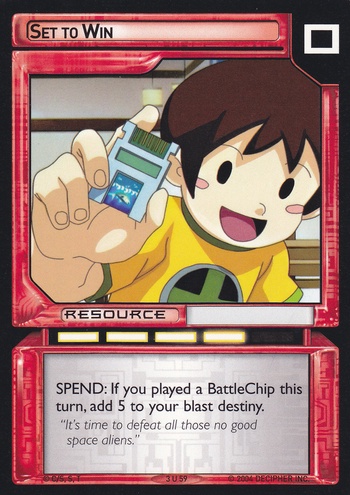 SET TO WIN
RESOURCE
SPEND: If you played a BattleChip this
turn, add 5 to your blast destiny.
"It's time to defeat all those no good
space aliens."
3 U 59
© 2004 DECIPHER INC.